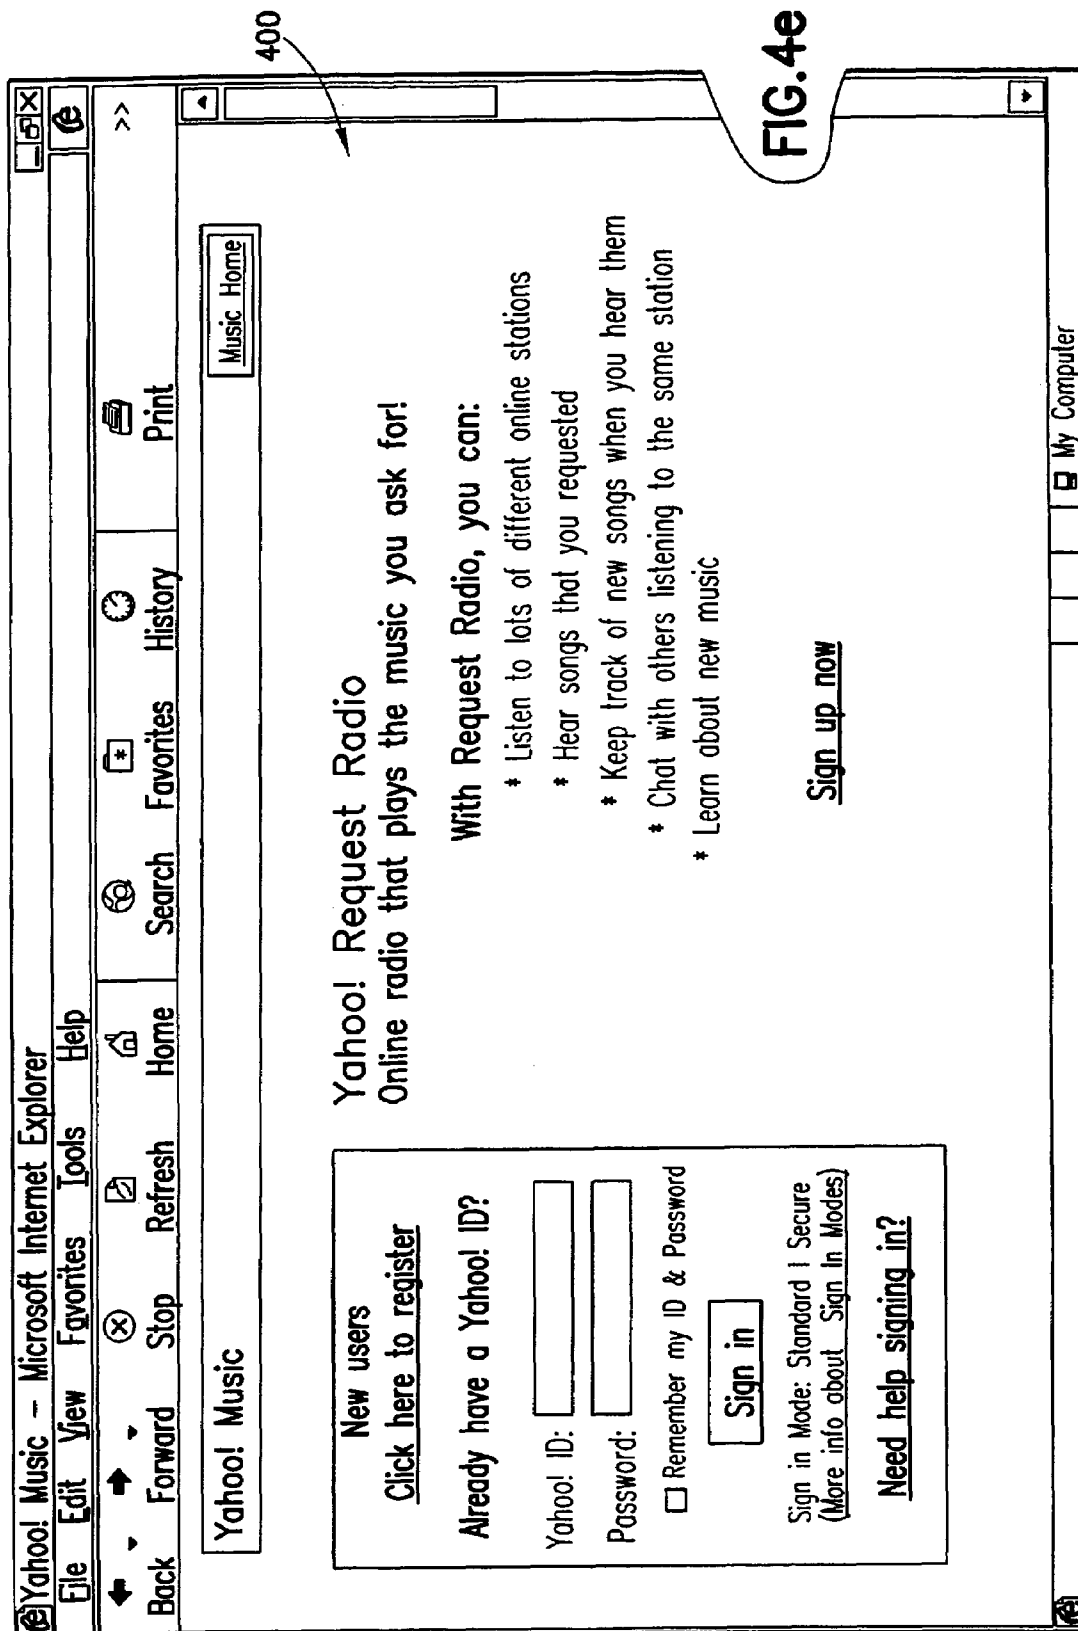 Yahoo! Music – Microsoft Internet Explorer
File Edit View Favorites Tools Help
Back Forward Stop Refresh Home Search Favorites History Print >>
Yahoo! Music
Music Home
400
New users
Click here to register
Already have a Yahoo! ID?
Yahoo! ID:
Password:
Remember my ID & Password
Sign in
Sign in Mode: Standard | Secure
(More info about Sign In Modes)
Need help signing in?
Yahoo! Request Radio
Online radio that plays the music you ask for!
With Request Radio, you can:
* Listen to lots of different online stations
* Hear songs that you requested
* Keep track of new songs when you hear them
* Chat with others listening to the same station
* Learn about new music
Sign up now
My Computer
FIG.4e